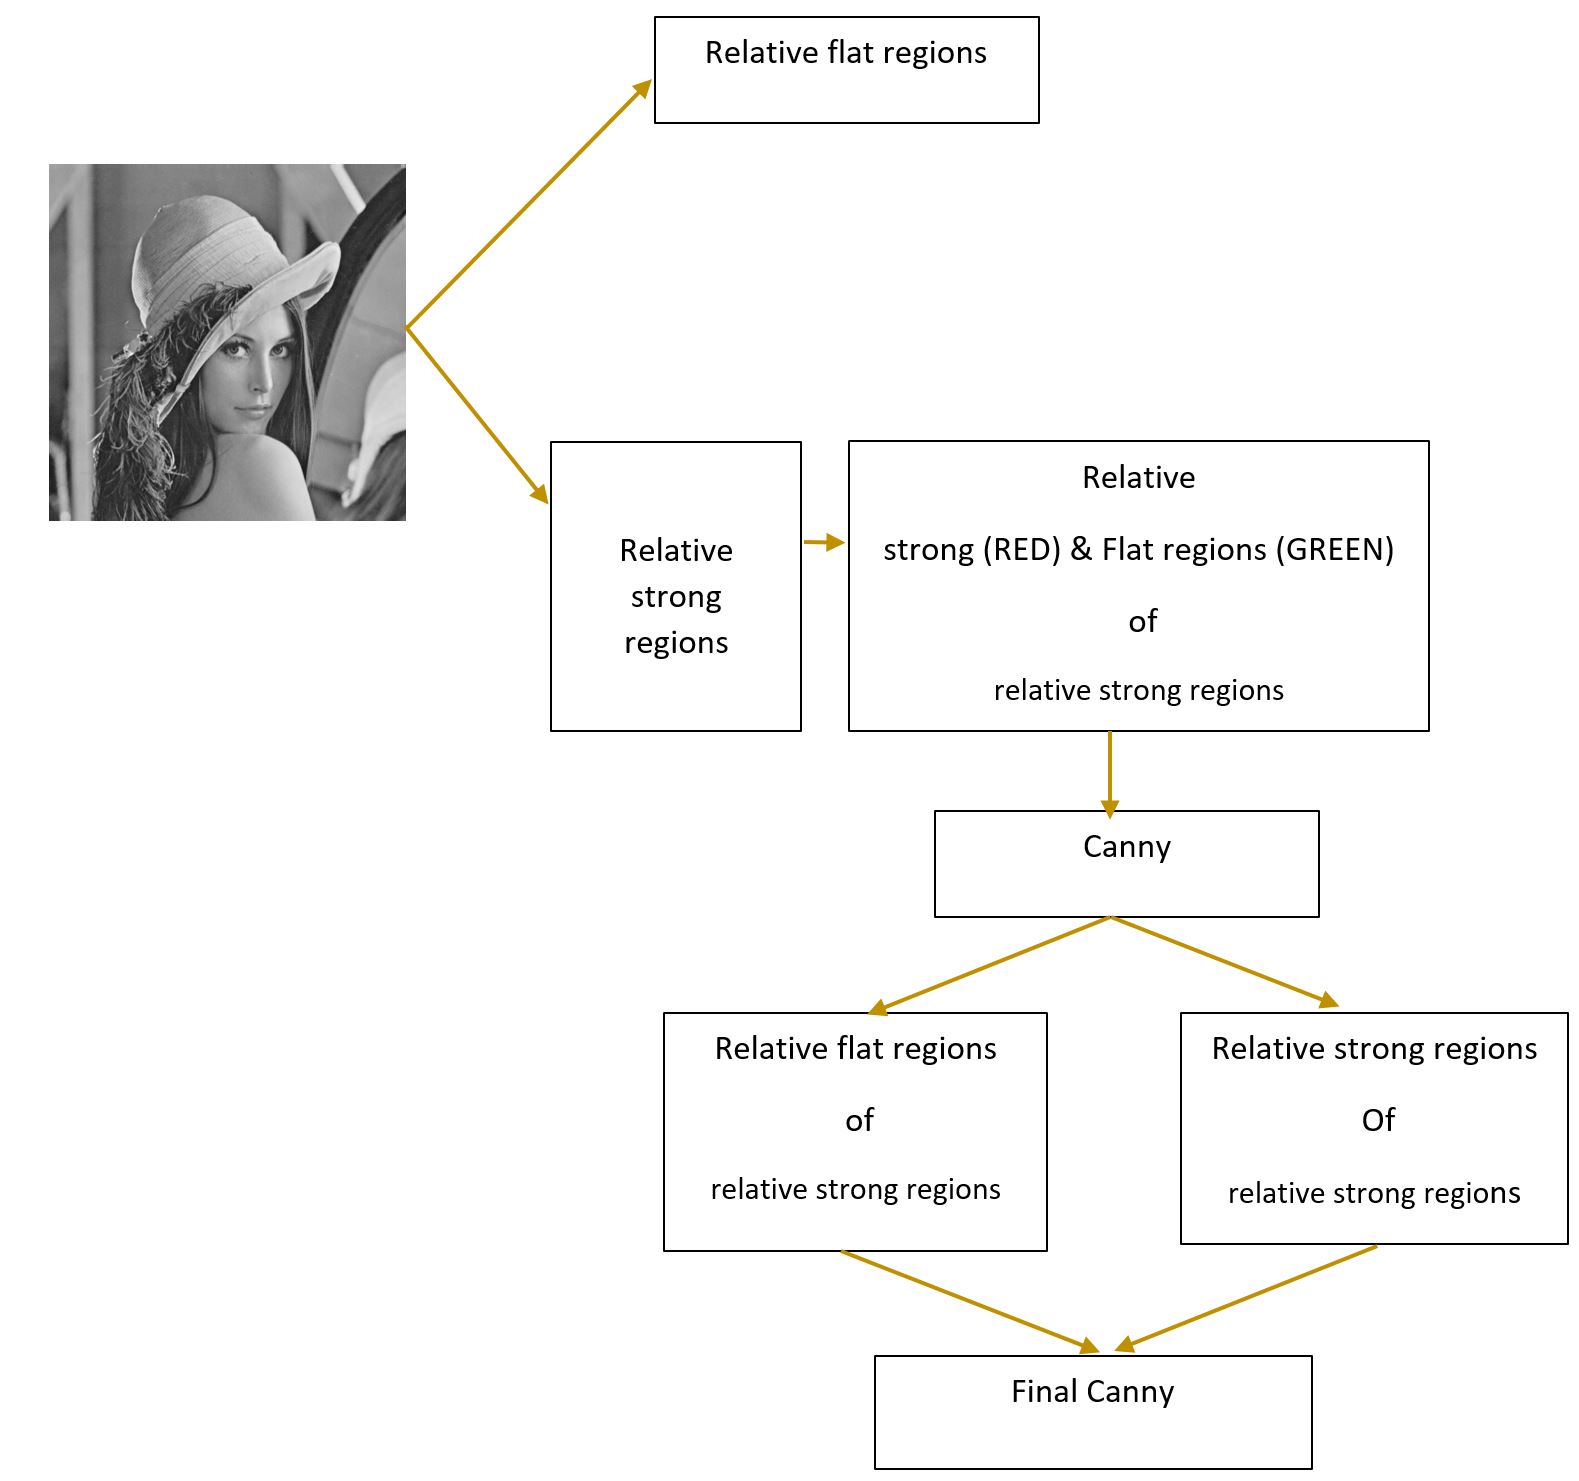 Relative flat regions
Relative
strong
regions
Relative
strong (RED) & Flat regions (GREEN)
of
relative strong regions
Canny
Relative flat regions
of
relative strong regions
Relative strong regions
Of
relative strong regions
Final Canny